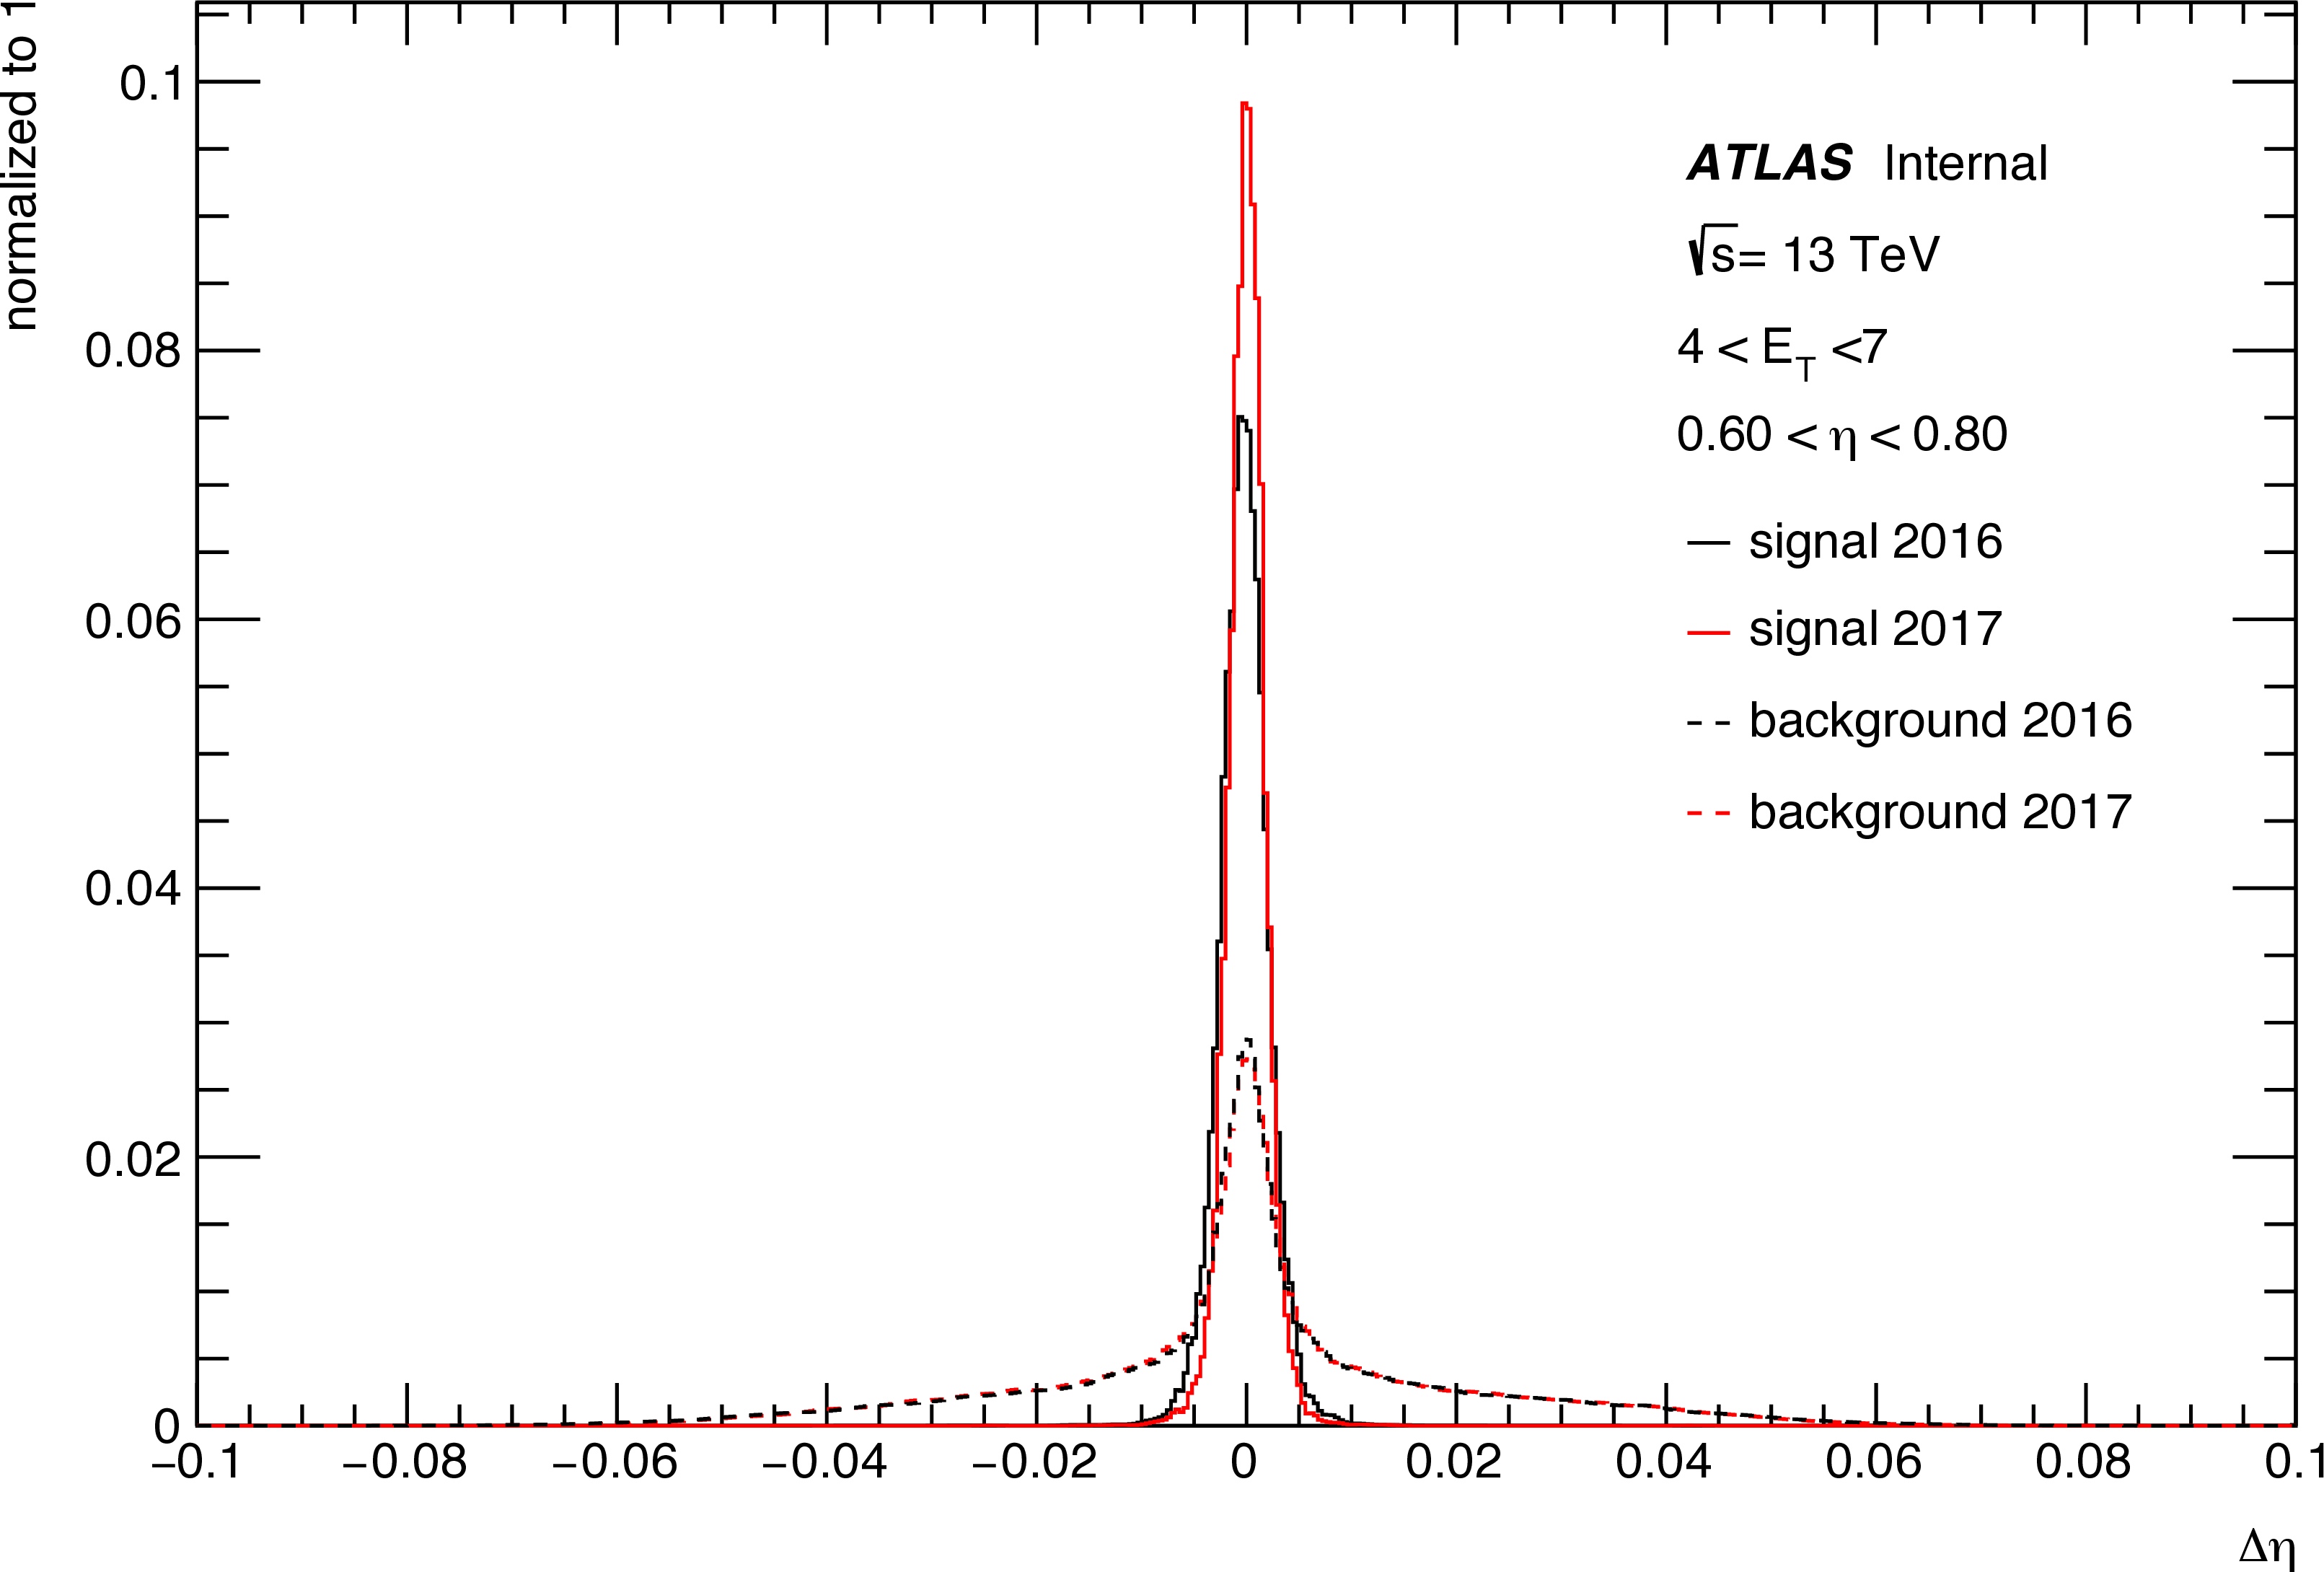 normalized to 1
0.1
0.08
0.06
0.04
0.02
0
ATLAS Internal
√s= 13 TeV
4 < E_T <7
0.60 < η < 0.80
signal 2016
signal 2017
background 2016
background 2017
−0.1 −0.08 −0.06 −0.04 −0.02 0 0.02 0.04 0.06 0.08 0.1
Δη